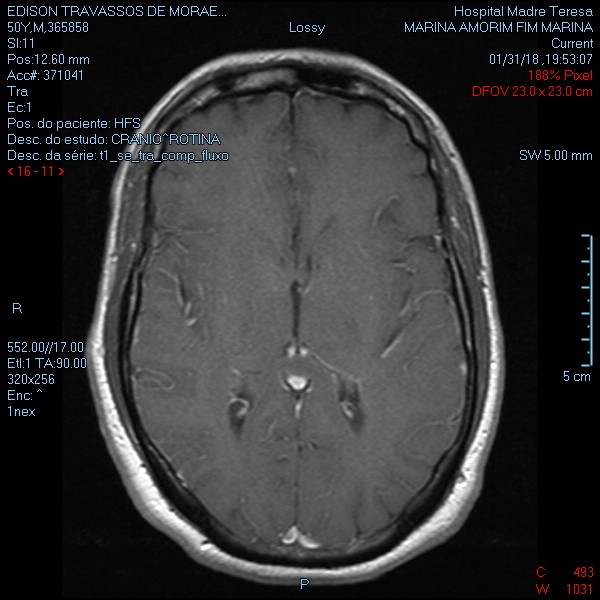 EDISON TRAVASSOS DE MORAE...
50Y,M,365858
Sl:11
Pos:12.60 mm
Acc#: 371041
Tra
Ec:1
Pos. do paciente: HFS
Desc. do estudo: CRANIO^ROTINA
Desc. da série: t1_se_tra_comp_fluxo
< 16 - 11 >
Lossy
Hospital Madre Teresa
MARINA AMORIM FIM MARINA
Current
01/31/18 ,19:53:07
188% Pixel
DFOV 23.0 x 23.0 cm
SW 5.00 mm
R
5 cm
552.00//17.00
Etl:1 TA:90.00
320x256
Enc: ^
1nex
P
C 493
W 1031